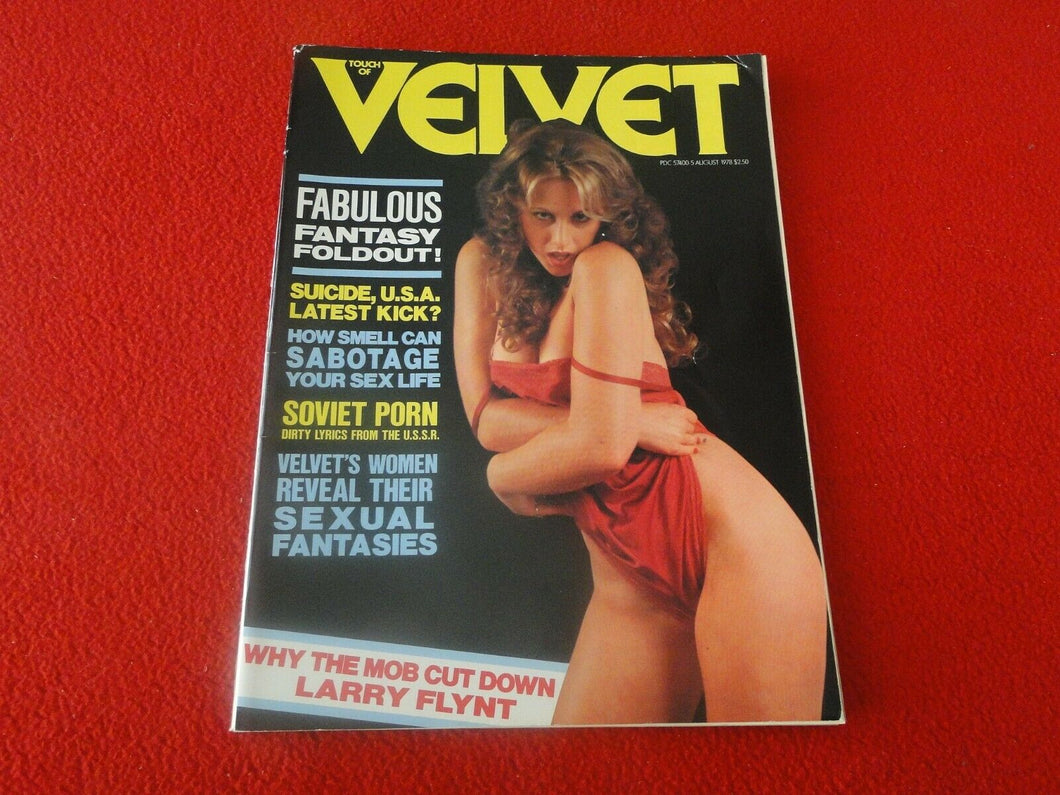 TOUCH
OF
VELVET
PDC 57400 5 AUGUST 1978 $2.50
FABULOUS
FANTASY
FOLDOUT!
SUICIDE, U.S.A.
LATEST KICK?
HOW SMELL CAN
SABOTAGE
YOUR SEX LIFE
SOVIET PORN
DIRTY LYRICS FROM THE U.S.S.R.
VELVET'S WOMEN
REVEAL THEIR
SEXUAL
FANTASIES
WHY THE MOB CUT DOWN
LARRY FLYNT